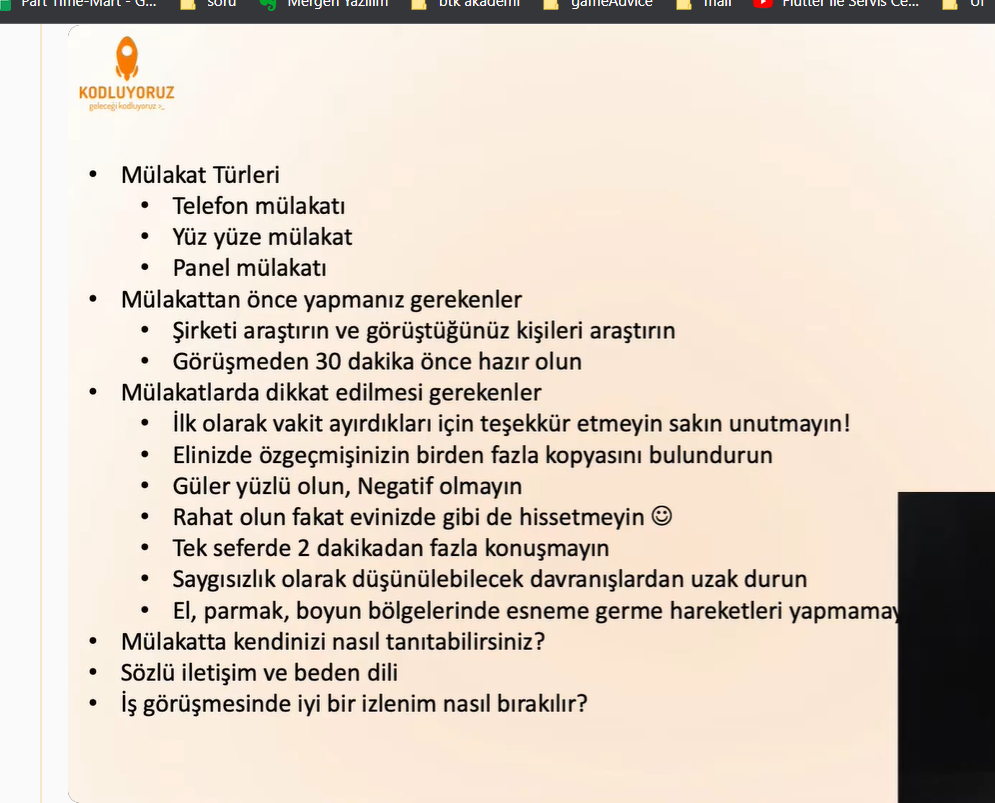 Part Time-Mart - G...
soru
Mergen Yazılım
btk akademi
gameAdvice
mail
Flutter ile Servis Ce...
KODLUYORUZ
geleceği kodluyoruz >_
• Mülakat Türleri
• Telefon mülakatı
• Yüz yüze mülakat
• Panel mülakatı
• Mülakattan önce yapmanız gerekenler
• Şirketi araştırın ve görüştüğünüz kişileri araştırın
• Görüşmeden 30 dakika önce hazır olun
• Mülakatlarda dikkat edilmesi gerekenler
• İlk olarak vakit ayırdıkları için teşekkür etmeyin sakın unutmayın!
• Elinizde özgeçmişinizin birden fazla kopyasını bulundurun
• Güler yüzlü olun, Negatif olmayın
• Rahat olun fakat evinizde gibi de hissetmeyin ☺
• Tek seferde 2 dakikadan fazla konuşmayın
• Saygısızlık olarak düşünülebilecek davranışlardan uzak durun
• El, parmak, boyun bölgelerinde esneme germe hareketleri yapmamay
• Mülakatta kendinizi nasıl tanıtabilirsiniz?
• Sözlü iletişim ve beden dili
• İş görüşmesinde iyi bir izlenim nasıl bırakılır?